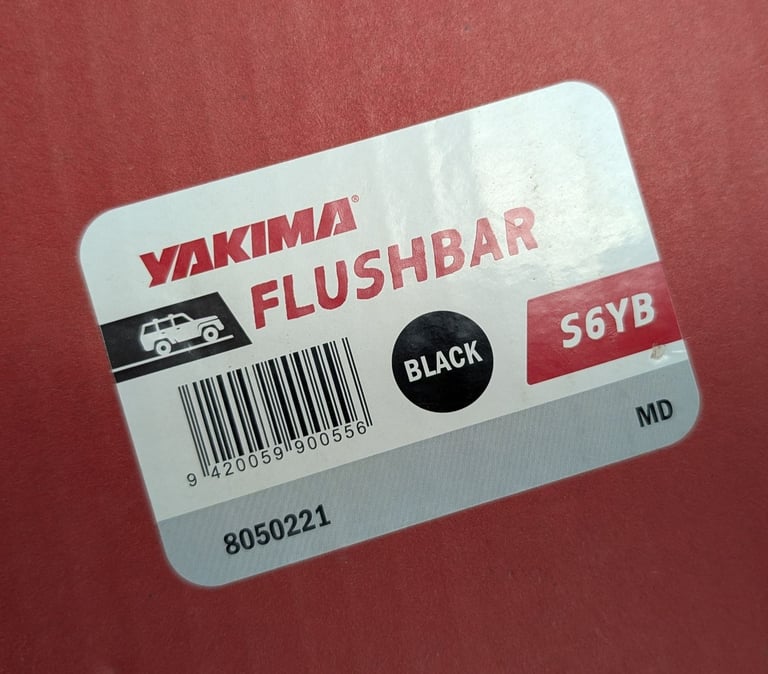 YAKIMA®
FLUSHBAR
BLACK
S6YB
9 420059 900556
MD
8050221